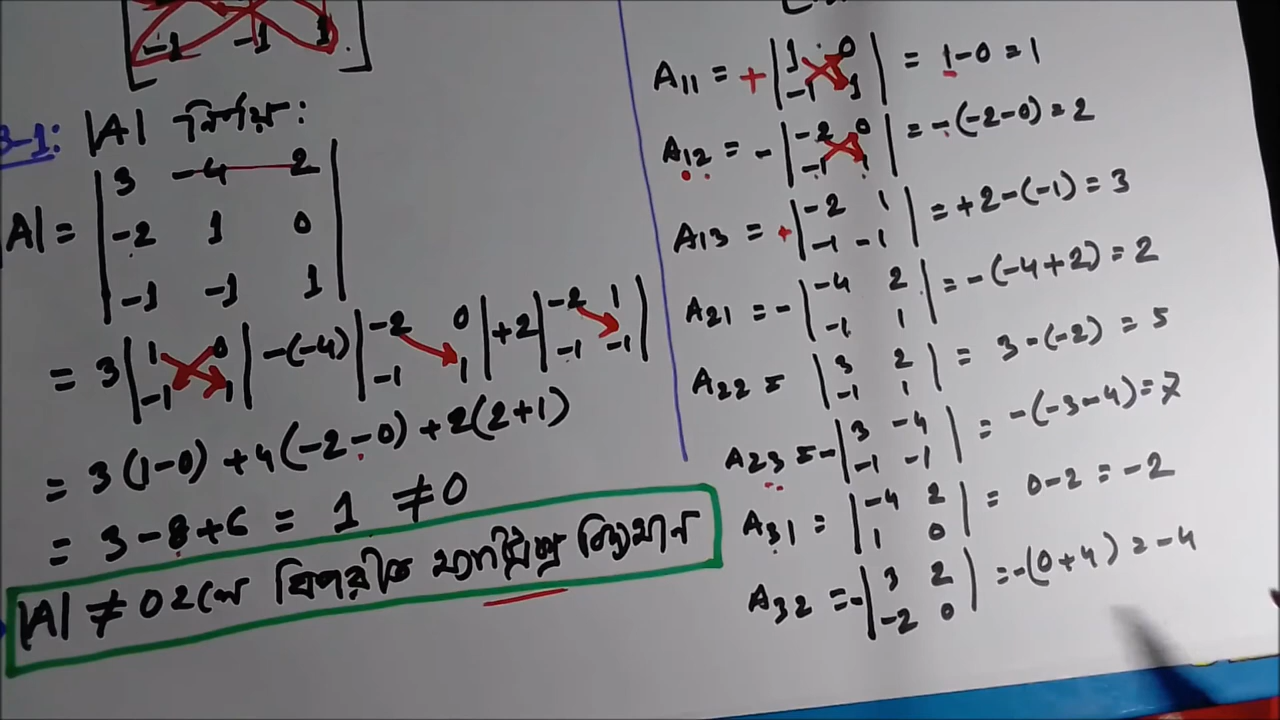 -1 -1 1
3-1: |A| নির্ণয়:
|A| = | 3 -4 2 |
| -2 1 0 |
| -1 -1 1 |
= 3 | 1 0 | -(-4) | -2 0 | +2 | -2 1 |
| -1 1 | | -1 1 | | -1 -1 |
= 3(1-0) +4(-2-0) +2(2+1)
= 3-8+6 = 1 ≠0
|A| ≠ 0 হলে বিপরীত ম্যাট্রিক্স বিদ্যমান
A11 = + | 1 0 | = 1-0 = 1
| -1 1 |
A12 = - | -2 0 | = -(-2-0) = 2
| -1 1 |
A13 = + | -2 1 | = +2-(-1) = 3
| -1 -1 |
A21 = - | -4 2 | = -(-4+2) = 2
| -1 1 |
A22 = | 3 2 | = 3-(-2) = 5
| -1 1 |
A23 = - | 3 -4 | = -(-3-4) = 7
| -1 -1 |
A31 = | -4 2 | = 0-2 = -2
| 1 0 |
A32 = - | 3 2 | = -(0+4) = -4
| -2 0 |